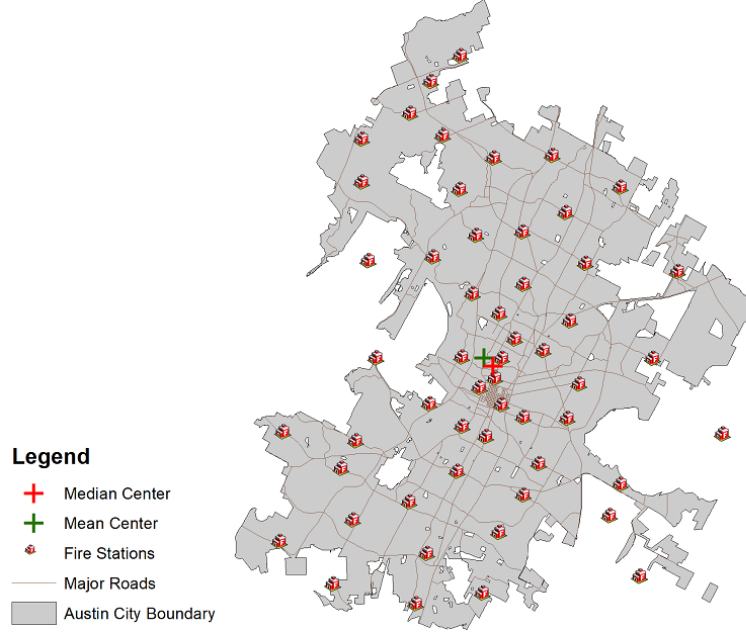 Legend
Median Center
Mean Center
Fire Stations
Major Roads
Austin City Boundary